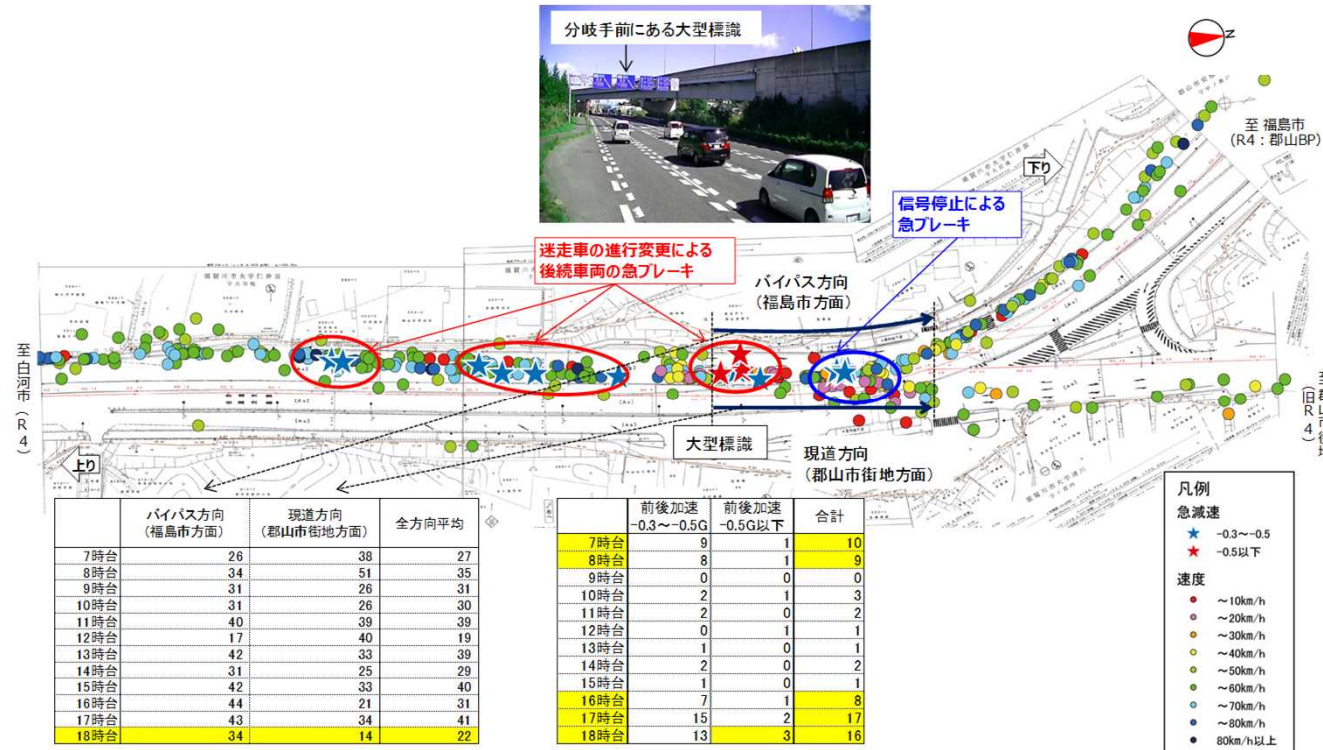 分岐手前にある大型標識
N
至 福島市
(R4：郡山BP)
下り
信号停止による
急ブレーキ
迷走車の進行変更による
後続車両の急ブレーキ
バイパス方向
（福島市方面）
至白河市（R4）
至郡山市街地
（旧R4）
大型標識
現道方向
（郡山市街地方面）
上り
バイパス方向 現道方向 全方向平均
（福島市方面） （郡山市街地方面）
7時台 26 38 27
8時台 34 51 35
9時台 31 26 31
10時台 31 26 30
11時台 40 39 39
12時台 17 40 19
13時台 42 33 39
14時台 31 25 29
15時台 42 33 40
16時台 44 21 31
17時台 43 34 41
18時台 34 14 22
前後加速 前後加速 合計
-0.3～-0.5G -0.5G以下
7時台 9 1 10
8時台 8 1 9
9時台 0 0 0
10時台 2 1 3
11時台 2 0 2
12時台 0 1 1
13時台 1 0 1
14時台 2 0 2
15時台 1 0 1
16時台 7 1 8
17時台 15 2 17
18時台 13 3 16
凡例
急減速
-0.3～-0.5
-0.5以下
速度
～10km/h
～20km/h
～30km/h
～40km/h
～50km/h
～60km/h
～70km/h
～80km/h
80km/h以上